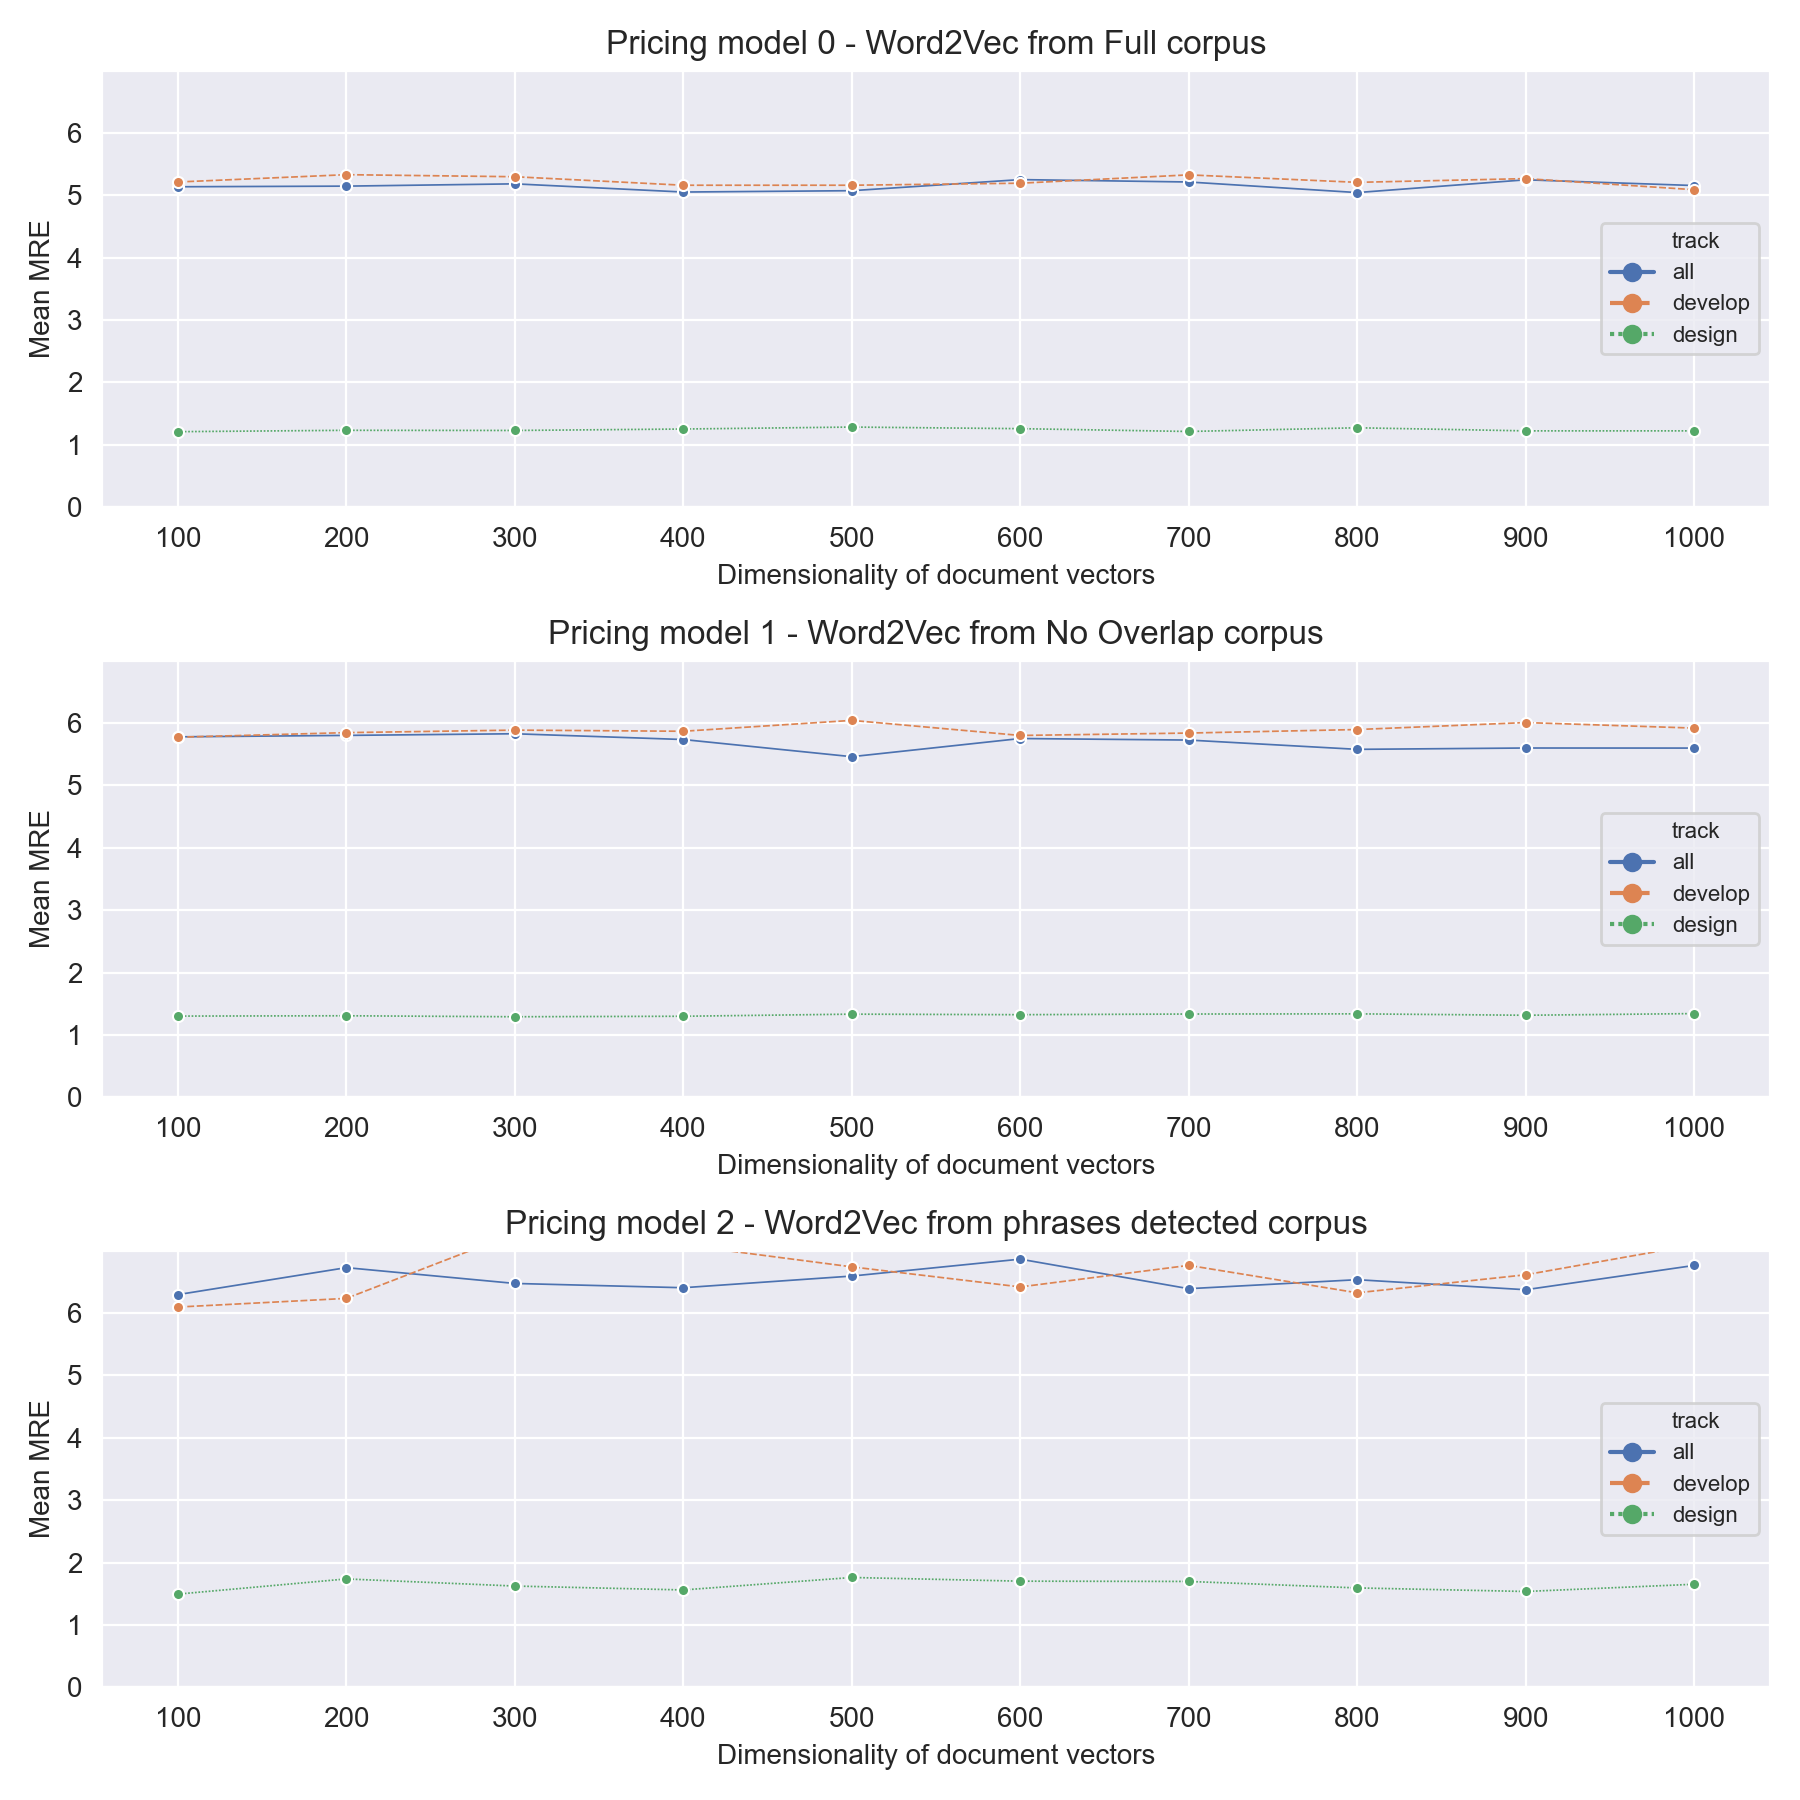 Pricing model 0 - Word2Vec from Full corpus
Mean MRE
6
5
4
3
2
1
0
track
all
develop
design
100 200 300 400 500 600 700 800 900 1000
Dimensionality of document vectors
Pricing model 1 - Word2Vec from No Overlap corpus
Mean MRE
6
5
4
3
2
1
0
track
all
develop
design
100 200 300 400 500 600 700 800 900 1000
Dimensionality of document vectors
Pricing model 2 - Word2Vec from phrases detected corpus
Mean MRE
6
5
4
3
2
1
0
track
all
develop
design
100 200 300 400 500 600 700 800 900 1000
Dimensionality of document vectors